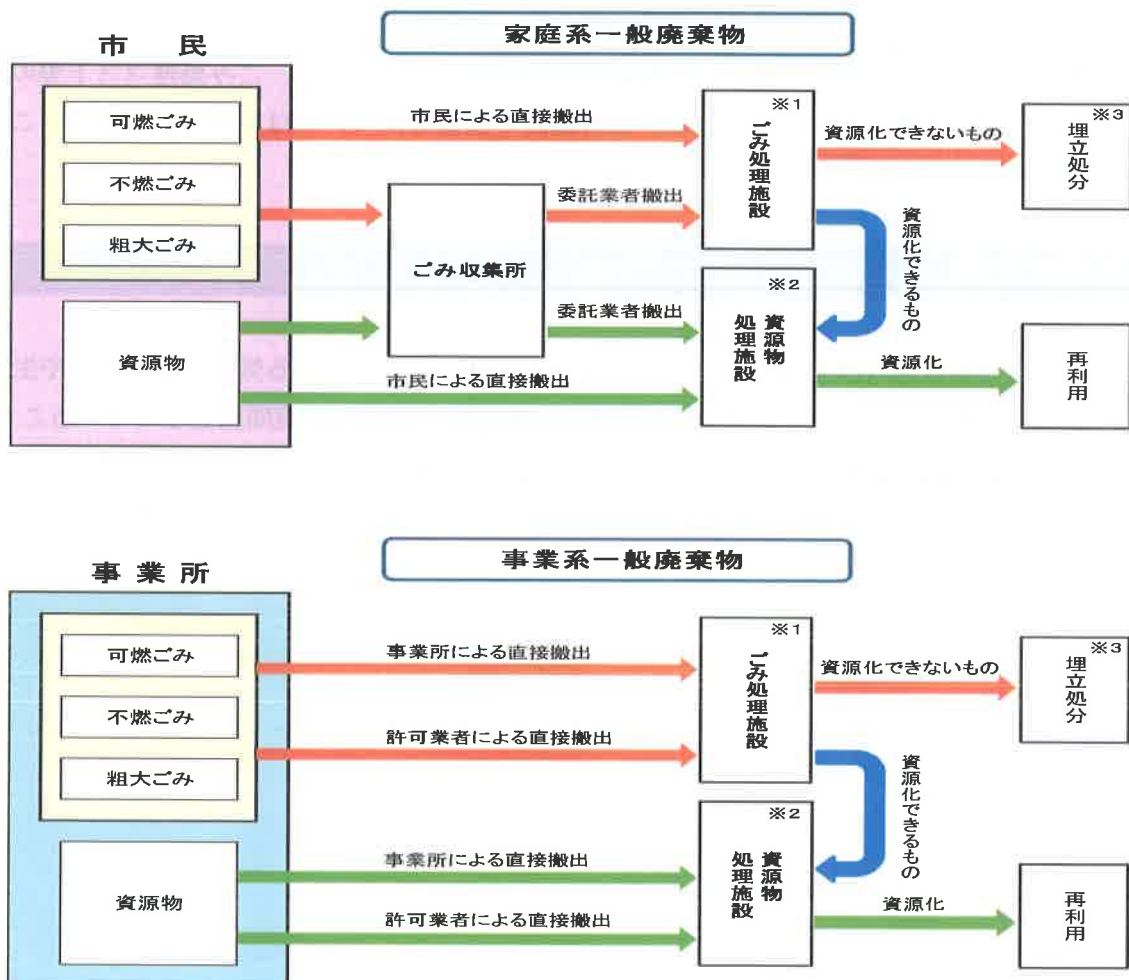 家庭系一般廃棄物
市 民
可燃ごみ
不燃ごみ
粗大ごみ
資源物
市民による直接搬出
ごみ収集所
委託業者搬出
委託業者搬出
市民による直接搬出
※1
ごみ処理施設
※2
資源物
処理施設
資源化できないもの
資源化できるもの
資源化
※3
埋立処分
再利用
事業系一般廃棄物
事 業 所
可燃ごみ
不燃ごみ
粗大ごみ
資源物
事業所による直接搬出
許可業者による直接搬出
事業所による直接搬出
許可業者による直接搬出
※1
ごみ処理施設
※2
資源物
処理施設
資源化できないもの
資源化できるもの
資源化
※3
埋立処分
再利用